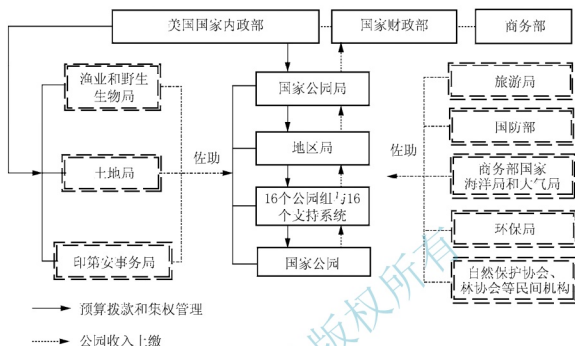 美国国家内政部
国家财政部
商务部
渔业和野生
生物局
土地局
印第安事务局
佐助
国家公园局
地区局
16个公园组与16
个支持系统
国家公园
佐助
旅游局
国防部
商务部国家
海洋局和大气局
环保局
自然保护协会、
林协会等民间机构
预算拨款和集权管理
公园收入上缴
版权所有